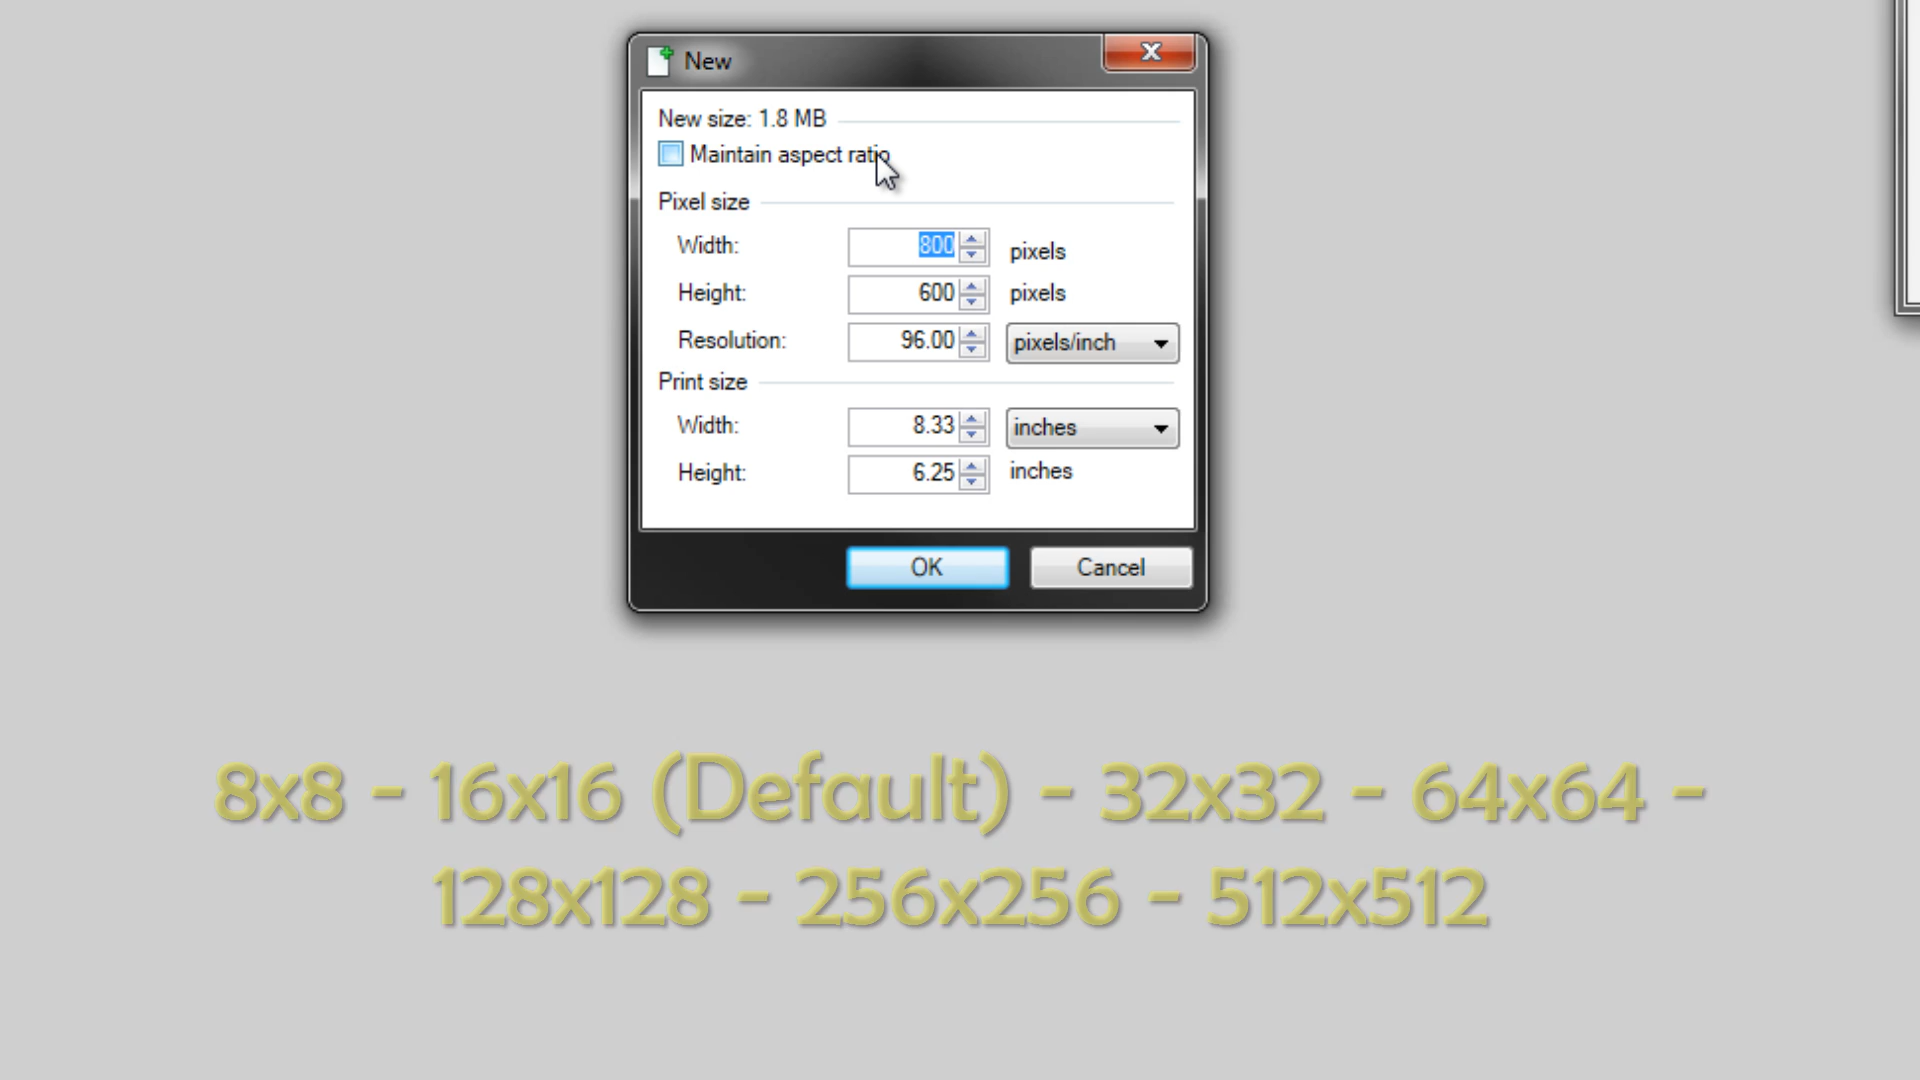 New
X
New size: 1.8 MB
Maintain aspect ratio
Pixel size
Width: 800 pixels
Height: 600 pixels
Resolution: 96.00 pixels/inch
Print size
Width: 8.33 inches
Height: 6.25 inches
OK Cancel
8x8 - 16x16 (Default) - 32x32 - 64x64 -
128x128 - 256x256 - 512x512